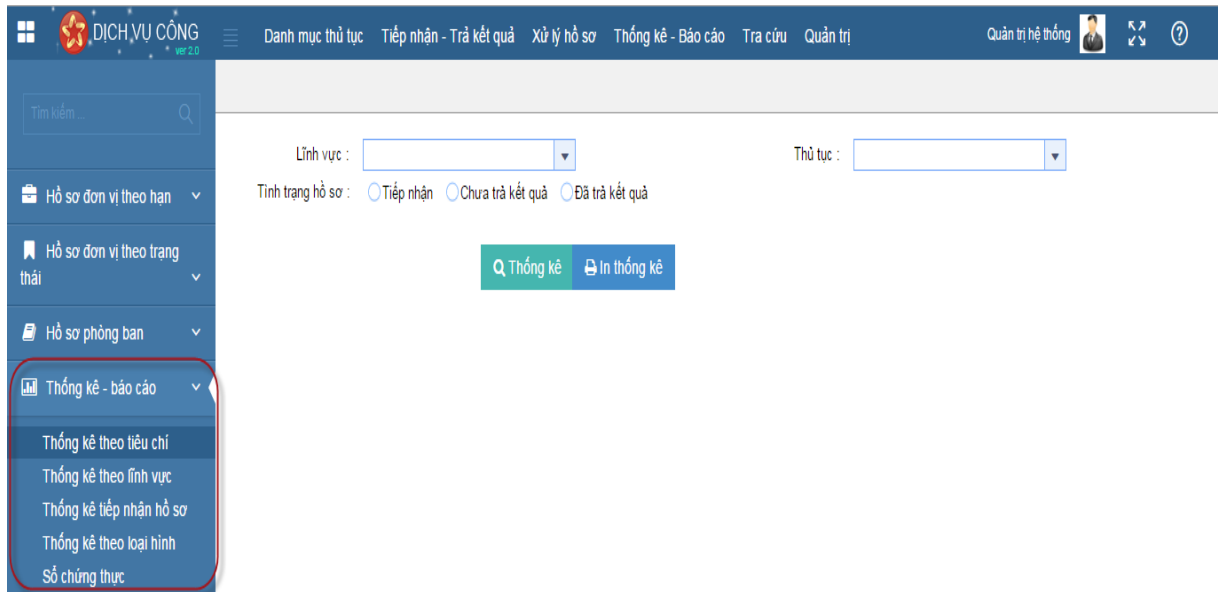 DỊCH VỤ CÔNG
ver 2.0
Danh mục thủ tục Tiếp nhận - Trả kết quả Xử lý hồ sơ Thống kê - Báo cáo Tra cứu Quản trị Quản trị hệ thống
Tìm kiếm ...
Hồ sơ đơn vị theo hạn
Hồ sơ đơn vị theo trạng
thái
Hồ sơ phòng ban
Thống kê - báo cáo
Thống kê theo tiêu chí
Thống kê theo lĩnh vực
Thống kê tiếp nhận hồ sơ
Thống kê theo loại hình
Sổ chứng thực
Lĩnh vực : Thủ tục :
Tình trạng hồ sơ : Tiếp nhận Chưa trả kết quả Đã trả kết quả
Thống kê In thống kê